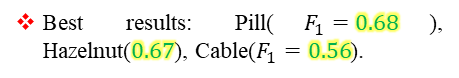 ❖ Best results: Pill( F₁ = 0.68 ),
Hazelnut(0.67), Cable(F₁ = 0.56).